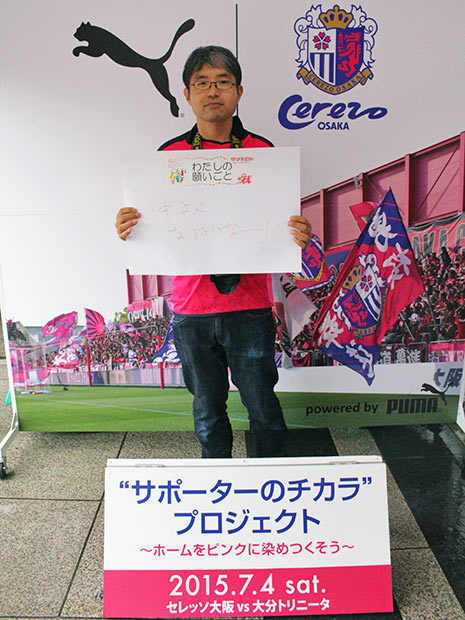 CEREZO
OSAKA
Cerezo
OSAKA
わたしの
願いごと
仲よく
なりたいな〜!
powered by PUMA
大阪
“サポーターのチカラ”
プロジェクト
〜ホームをピンクに染めつくそう〜
2015.7.4 sat.
セレッソ大阪 vs 大分トリニータ